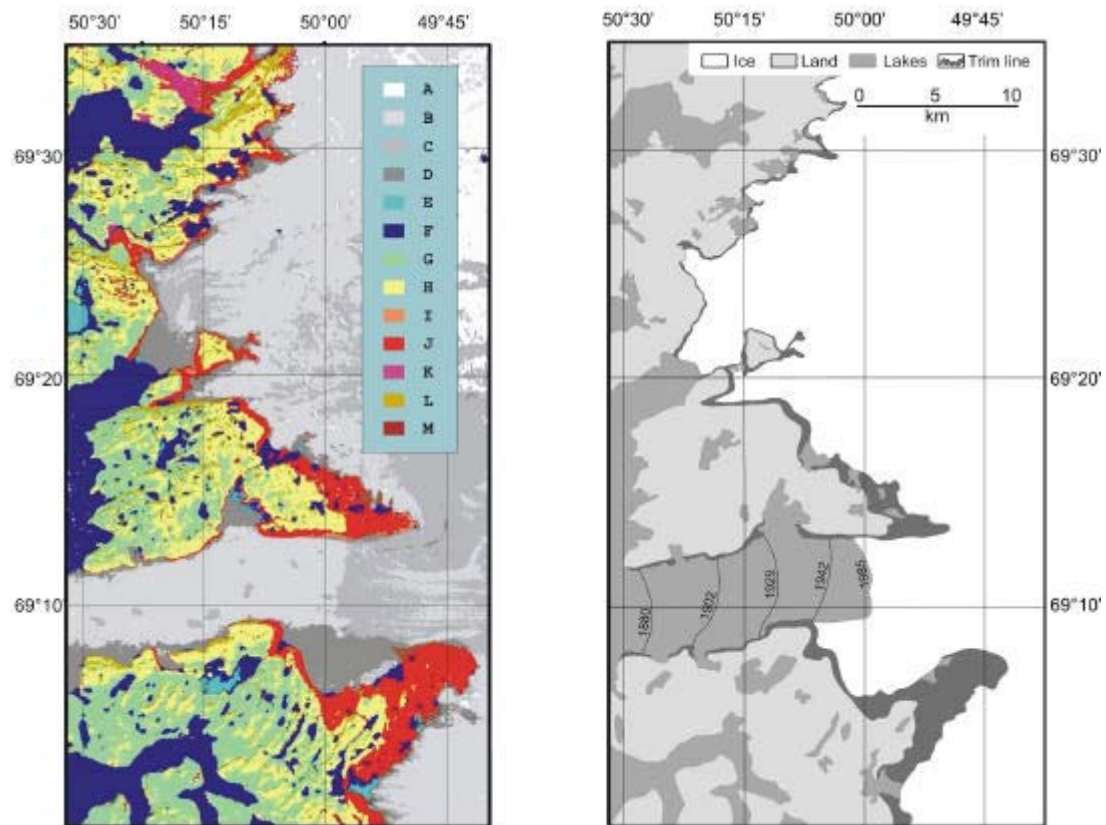 50°30' 50°15' 50°00' 49°45'
A
B
C
D
E
F
G
H
I
J
K
L
M
69°30'
69°20'
69°10'
50°30' 50°15' 50°00' 49°45'
Ice Land Lakes Trim line
0 5 10
km
69°30'
69°20'
69°10'
1880
1902
1929
1942
1985